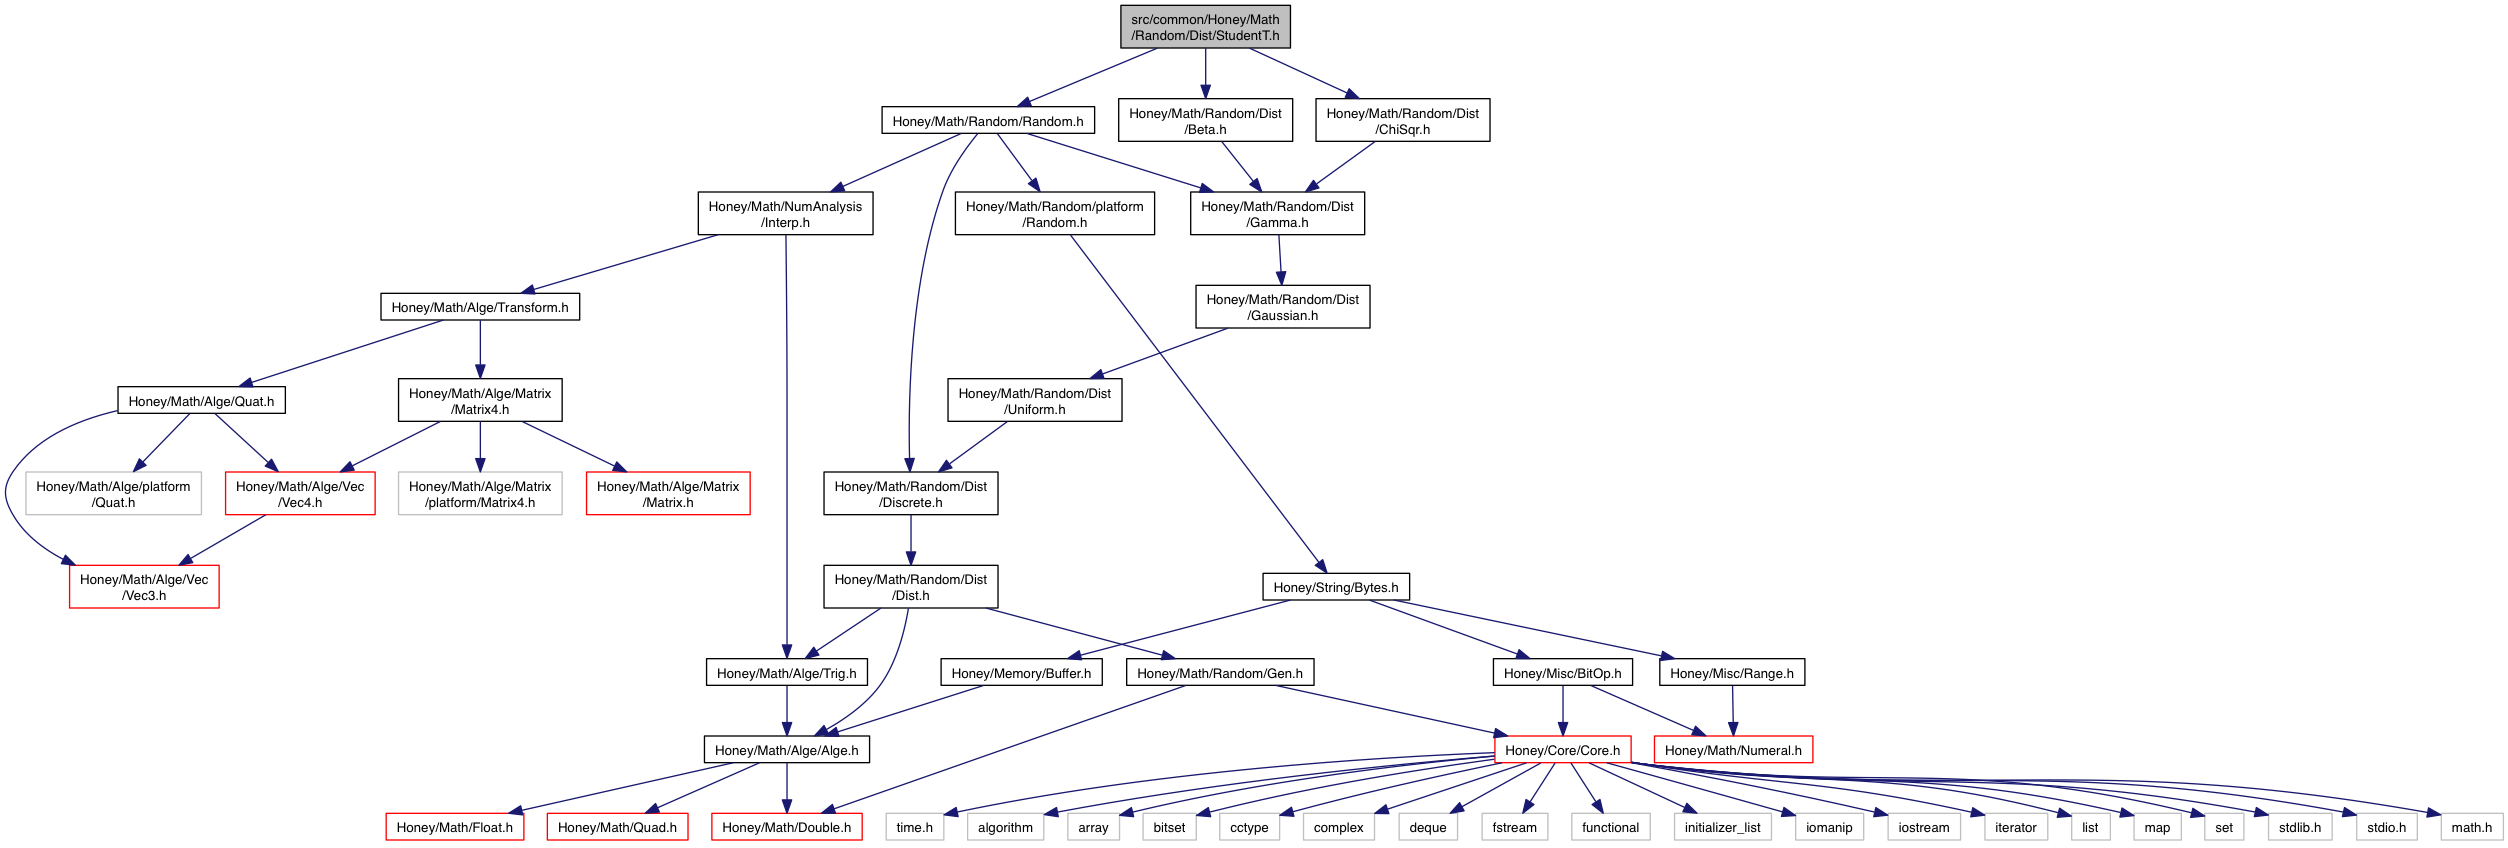 src/common/Honey/Math
/Random/Dist/StudentT.h
Honey/Math/Random/Random.h
Honey/Math/Random/Dist
/Beta.h
Honey/Math/Random/Dist
/ChiSqr.h
Honey/Math/NumAnalysis
/Interp.h
Honey/Math/Random/platform
/Random.h
Honey/Math/Random/Dist
/Gamma.h
Honey/Math/Alge/Transform.h
Honey/Math/Random/Dist
/Gaussian.h
Honey/Math/Alge/Quat.h
Honey/Math/Alge/Matrix
/Matrix4.h
Honey/Math/Random/Dist
/Uniform.h
Honey/Math/Alge/platform
/Quat.h
Honey/Math/Alge/Vec
/Vec4.h
Honey/Math/Alge/Matrix
/platform/Matrix4.h
Honey/Math/Alge/Matrix
/Matrix.h
Honey/Math/Random/Dist
/Discrete.h
Honey/Math/Alge/Vec
/Vec3.h
Honey/Math/Random/Dist
/Dist.h
Honey/String/Bytes.h
Honey/Math/Alge/Trig.h
Honey/Memory/Buffer.h
Honey/Math/Random/Gen.h
Honey/Misc/BitOp.h
Honey/Misc/Range.h
Honey/Math/Alge/Alge.h
Honey/Core/Core.h
Honey/Math/Numeral.h
Honey/Math/Float.h
Honey/Math/Quad.h
Honey/Math/Double.h
time.h
algorithm
array
bitset
cctype
complex
deque
fstream
functional
initializer_list
iomanip
iostream
iterator
list
map
set
stdlib.h
stdio.h
math.h